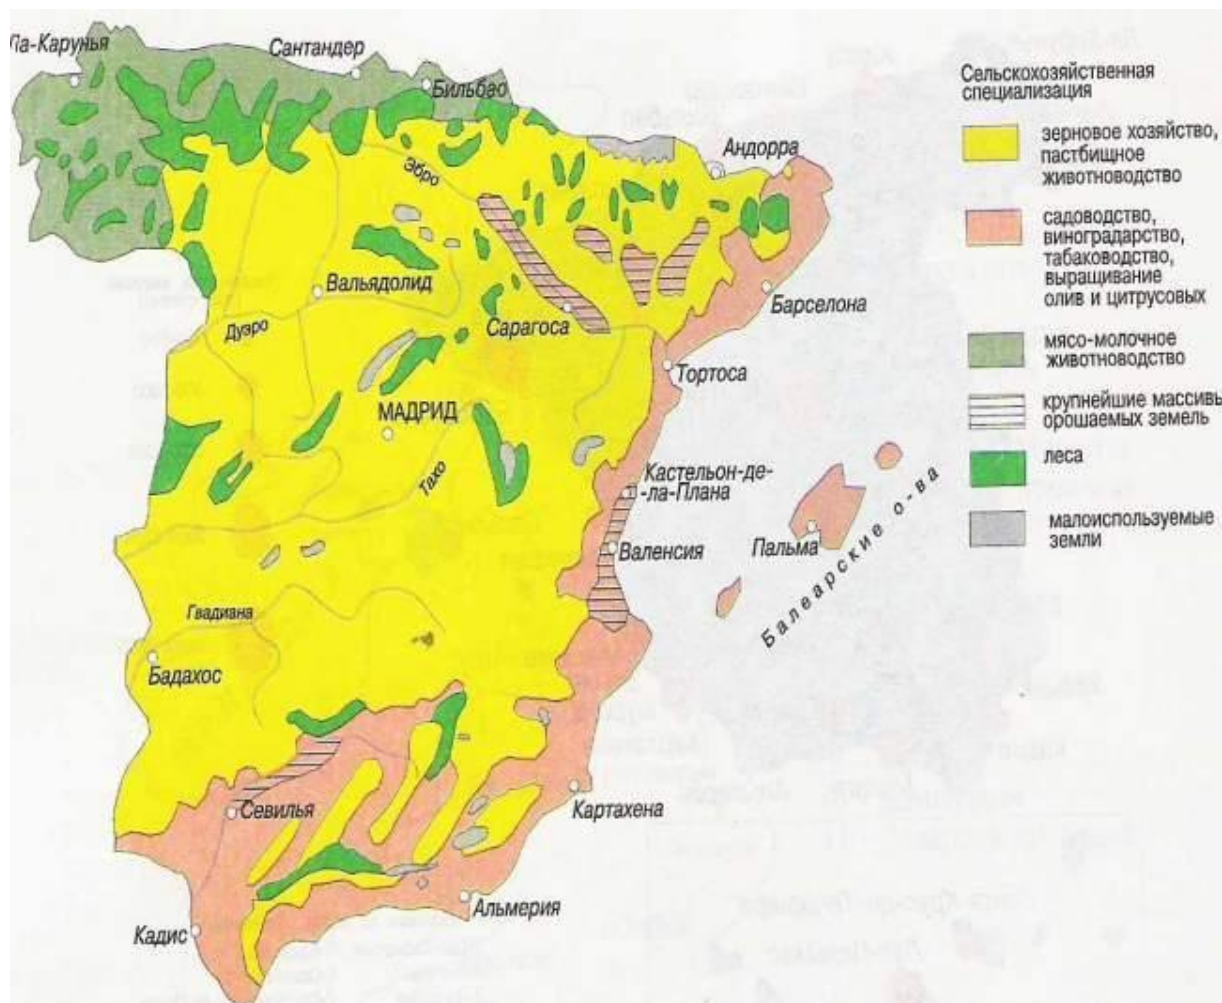 Ла-Карунья
Сантандер
Бильбао
Андорра
Эбро
Вальядолид
Дуэро
Сарагоса
Барселона
Тортоса
МАДРИД
Тахо
Кастельон-де-
-ла-Плана
Валенсия
Пальма
Балеарские о-ва
Гвадиана
Бадахос
Севилья
Картахена
Альмерия
Кадис
Сельскохозяйственная
специализация
зерновое хозяйство,
пастбищное
животноводство
садоводство,
виноградарство,
табаководство,
выращивание
олив и цитрусовых
мясо-молочное
животноводство
крупнейшие массивы
орошаемых земель
леса
малоиспользуемые
земли